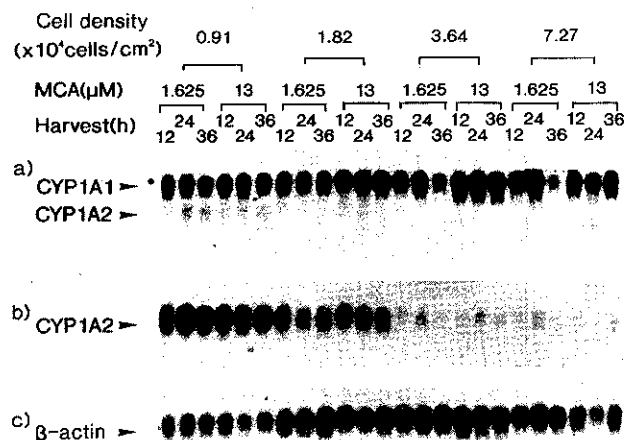 Cell density
(x10⁴cells/cm²)
0.91 1.82 3.64 7.27
MCA(µM)
1.625 13 1.625 13 1.625 13 1.625 13
Harvest(h)
12 24 36 12 24 36 12 24 36 12 24 36 12 24 36 12 24 36 12 24 36 12 24 36
a) CYP1A1
CYP1A2
b) CYP1A2
c) β-actin